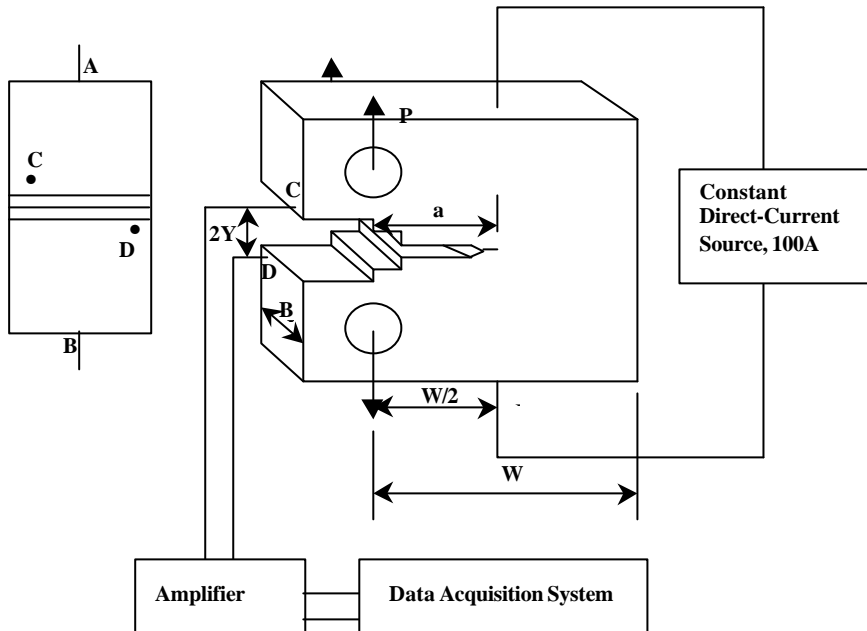 A
C
D
B
P
C
a
2Y
D
B
W/2
W
Constant
Direct-Current
Source, 100A
Amplifier
Data Acquisition System